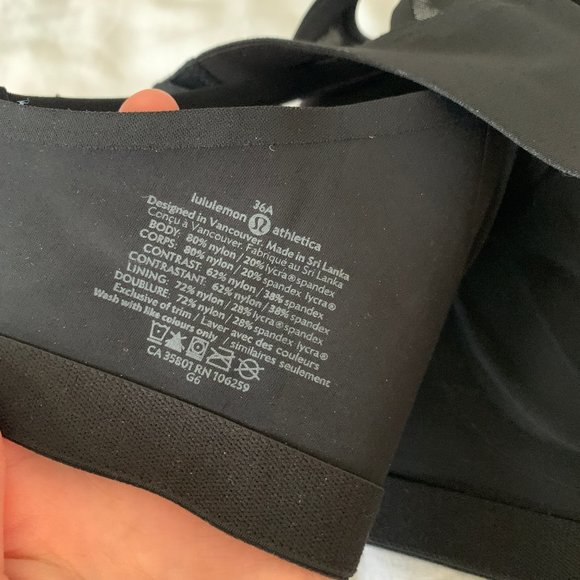 36A
lululemon athletica
Designed in Vancouver. Made in Sri Lanka
Conçu à Vancouver. Fabriqué au Sri Lanka
BODY: 80% nylon / 20% lycra® spandex
CORPS: 80% nylon / 20% spandex lycra®
CONTRAST: 62% nylon / 38% lycra® spandex
CONTRASTANT: 62% nylon / 38% spandex lycra®
LINING: 72% nylon / 28% lycra® spandex
DOUBLURE: 72% nylon / 28% spandex lycra®
Exclusive of trim / Laver avec des couleurs
Wash with like colours only / similaires seulement
CA 35801 RN 106259
G6